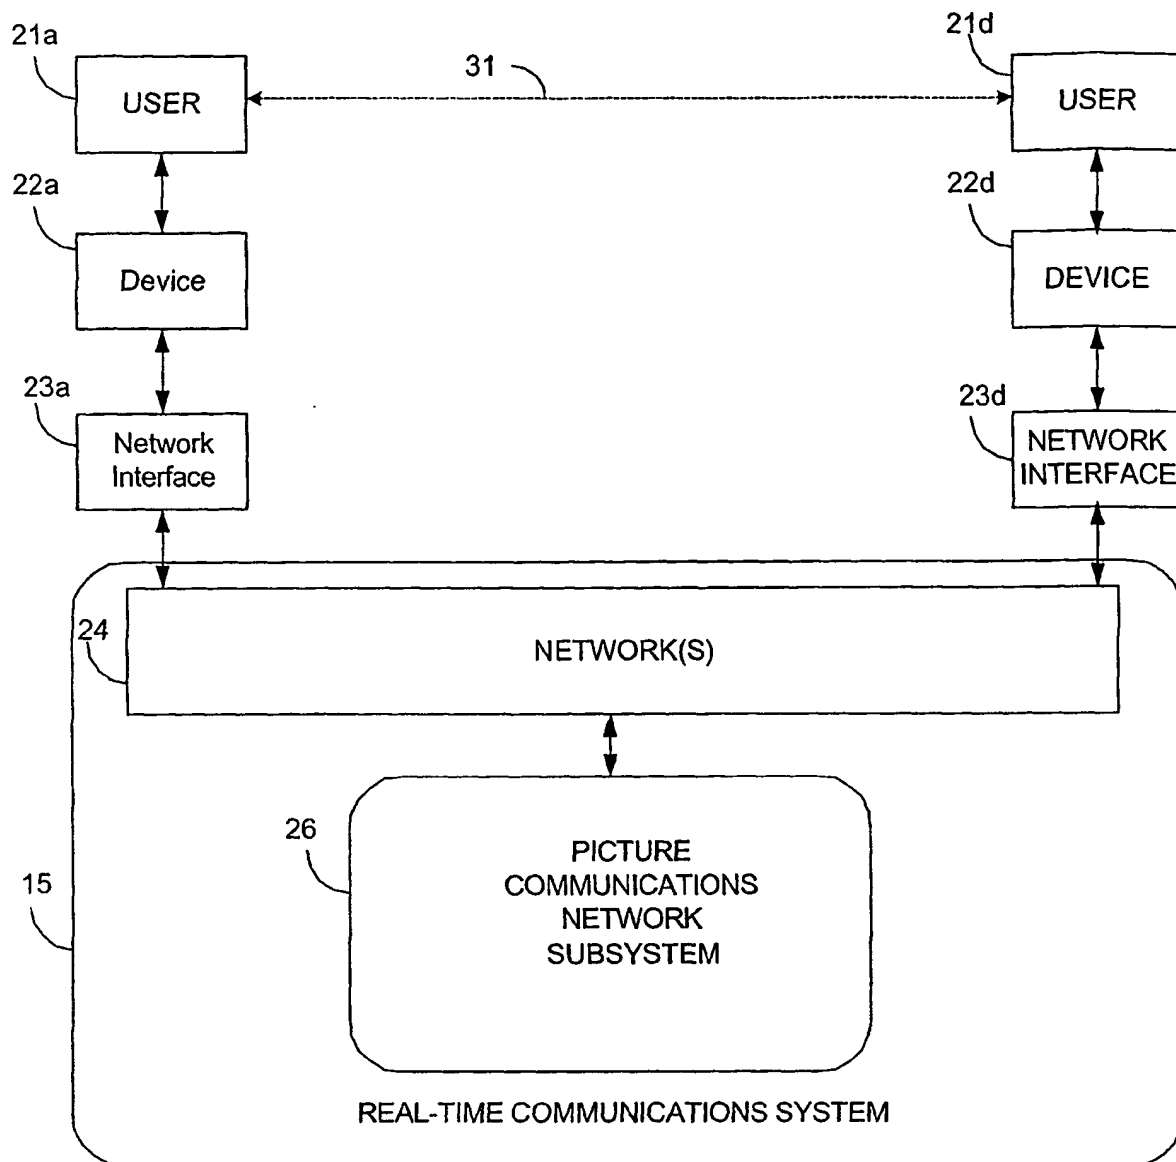 21a
21d
31
USER
USER
22a
22d
Device
DEVICE
23a
23d
Network
Interface
NETWORK
INTERFACE
24
NETWORK(S)
26
PICTURE
COMMUNICATIONS
NETWORK
SUBSYSTEM
15
REAL-TIME COMMUNICATIONS SYSTEM